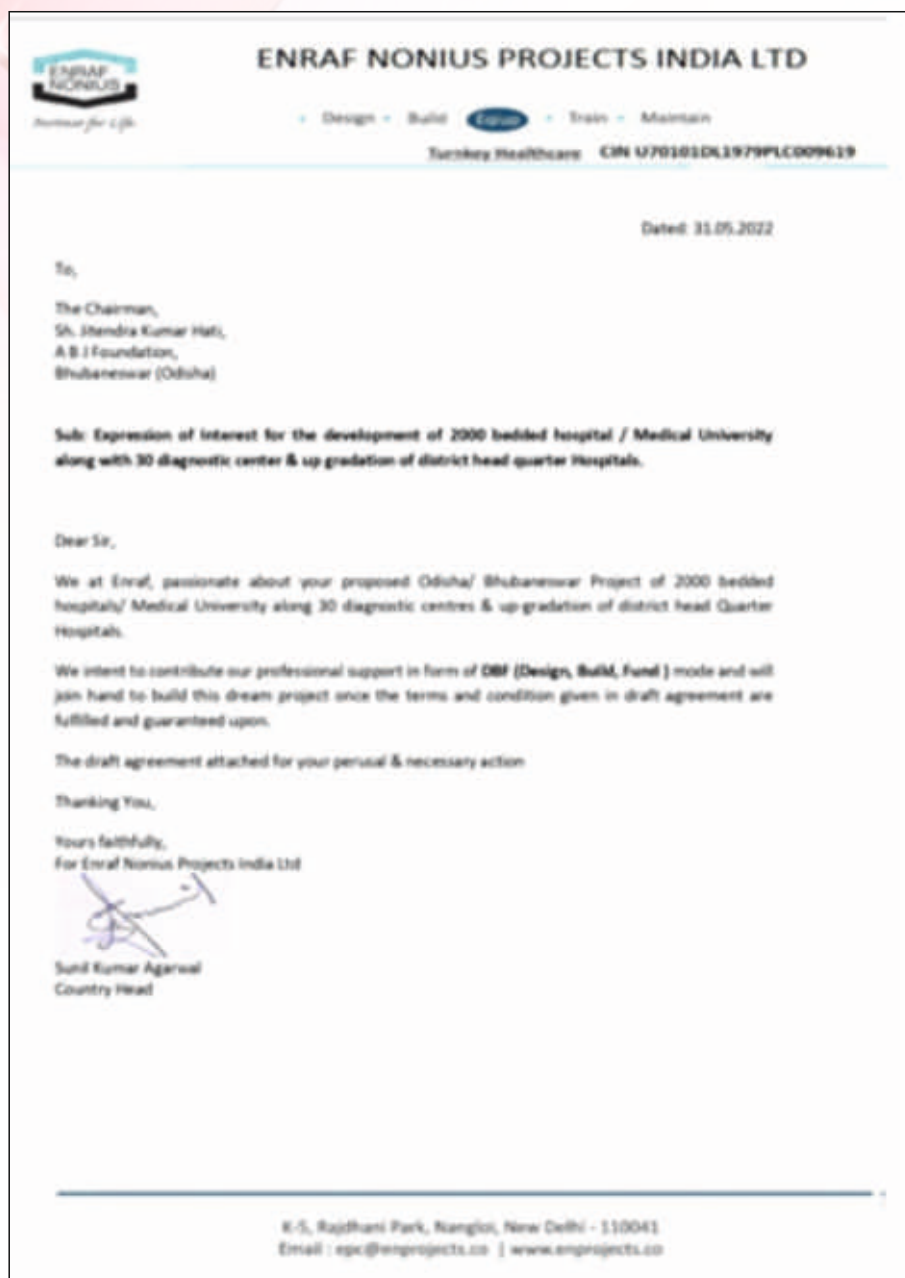 ENRAF
NONIUS
Partner for Life
ENRAF NONIUS PROJECTS INDIA LTD
Design Build Equip Train Maintain
Turnkey Healthcare CIN U70101DL1979PLC009619
Dated: 31.05.2022
To,
The Chairman,
Sh. Jitendra Kumar Hati,
A B J Foundation,
Bhubaneswar (Odisha)
Sub: Expression of Interest for the development of 2000 bedded hospital / Medical University
along with 30 diagnostic center & up gradation of district head quarter Hospitals.
Dear Sir,
We at Enraf, passionate about your proposed Odisha/ Bhubaneswar Project of 2000 bedded
hospitals/ Medical University along 30 diagnostic centres & up-gradation of district head Quarter
Hospitals.
We intent to contribute our professional support in form of DBF (Design, Build, Fund ) mode and will
join hand to build this dream project once the terms and condition given in draft agreement are
fulfilled and guaranteed upon.
The draft agreement attached for your perusal & necessary action
Thanking You,
Yours faithfully,
For Enraf Nonius Projects India Ltd
Sunil Kumar Agarwal
Country Head
K-5, Rajdhani Park, Nangloi, New Delhi - 110041
Email : epc@enprojects.co | www.enprojects.co